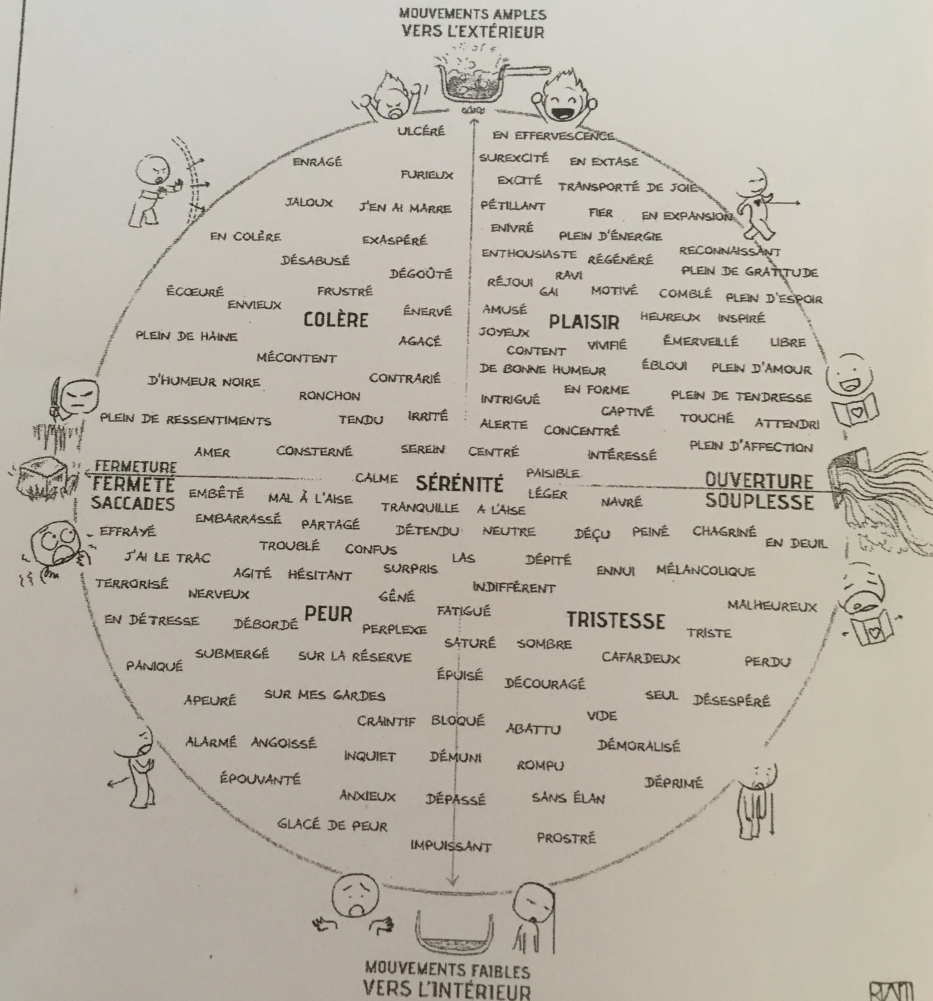 MOUVEMENTS AMPLES
VERS L'EXTÉRIEUR
ULCÉRÉ
EN EFFERVESCENCE
ENRAGÉ
SUREXCITÉ
EN EXTASE
FURIEUX
EXCITÉ
TRANSPORTÉ DE JOIE
JALOUX
J'EN AI MARRE
PÉTILLANT
FIER
EN EXPANSION
EN COLÈRE
EXASPÉRÉ
ENIVRÉ
PLEIN D'ÉNERGIE
DÉSABUSÉ
ENTHOUSIASTE
RÉGÉNÉRÉ
RECONNAISSANT
DÉGOÛTÉ
RÉJOUI
RAVI
PLEIN DE GRATITUDE
ÉCŒURÉ
FRUSTRÉ
GAI
MOTIVÉ
COMBLÉ
PLEIN D'ESPOIR
ENVIEUX
COLÈRE
ÉNERVÉ
AMUSÉ
PLAISIR
HEUREUX
INSPIRÉ
PLEIN DE HAINE
AGACÉ
JOYEUX
CONTENT
VIVIFIÉ
ÉMERVEILLÉ
LIBRE
MÉCONTENT
DE BONNE HUMEUR
ÉBLOUI
PLEIN D'AMOUR
D'HUMEUR NOIRE
CONTRARIÉ
RONCHON
INTRIGUÉ
EN FORME
PLEIN DE TENDRESSE
PLEIN DE RESSENTIMENTS
TENDU
IRRITÉ
ALERTE
CONCENTRÉ
CAPTIVÉ
TOUCHÉ
ATTENDRI
AMER
CONSTERNÉ
SEREIN
CENTRÉ
INTÉRESSÉ
PLEIN D'AFFECTION
FERMETURE
FERMETÉ
SACCADES
CALME
SÉRÉNITÉ
PAISIBLE
OUVERTURE
SOUPLESSE
EMBÊTÉ
MAL À L'AISE
TRANQUILLE
A L'AISE
LÉGER
NAVRÉ
EFFRAYÉ
EMBARRASSÉ
PARTAGÉ
DÉTENDU
NEUTRE
DÉÇU
PEINÉ
CHAGRINÉ
EN DEUIL
J'AI LE TRAC
TROUBLÉ
CONFUS
LAS
DÉPITÉ
TERRORISÉ
AGITÉ
HÉSITANT
SURPRIS
ENNUI
MÉLANCOLIQUE
NERVEUX
GÊNÉ
INDIFFÉRENT
EN DÉTRESSE
DÉBORDÉ
PEUR
PERPLEXE
FATIGUÉ
TRISTESSE
MALHEUREUX
TRISTE
SATURÉ
SOMBRE
PANIQUÉ
SUBMERGÉ
SUR LA RÉSERVE
CAFARDEUX
PERDU
ÉPUISÉ
DÉCOURAGÉ
APEURÉ
SUR MES GARDES
SEUL
DÉSESPÉRÉ
CRAINTIF
BLOQUÉ
ABATTU
VIDE
ALARMÉ
ANGOISSÉ
INQUIET
DÉMUNI
ROMPU
DÉMORALISÉ
ÉPOUVANTÉ
DÉPRIMÉ
ANXIEUX
DÉPASSÉ
SANS ÉLAN
GLACÉ DE PEUR
IMPUISSANT
PROSTRÉ
MOUVEMENTS FAIBLES
VERS L'INTÉRIEUR